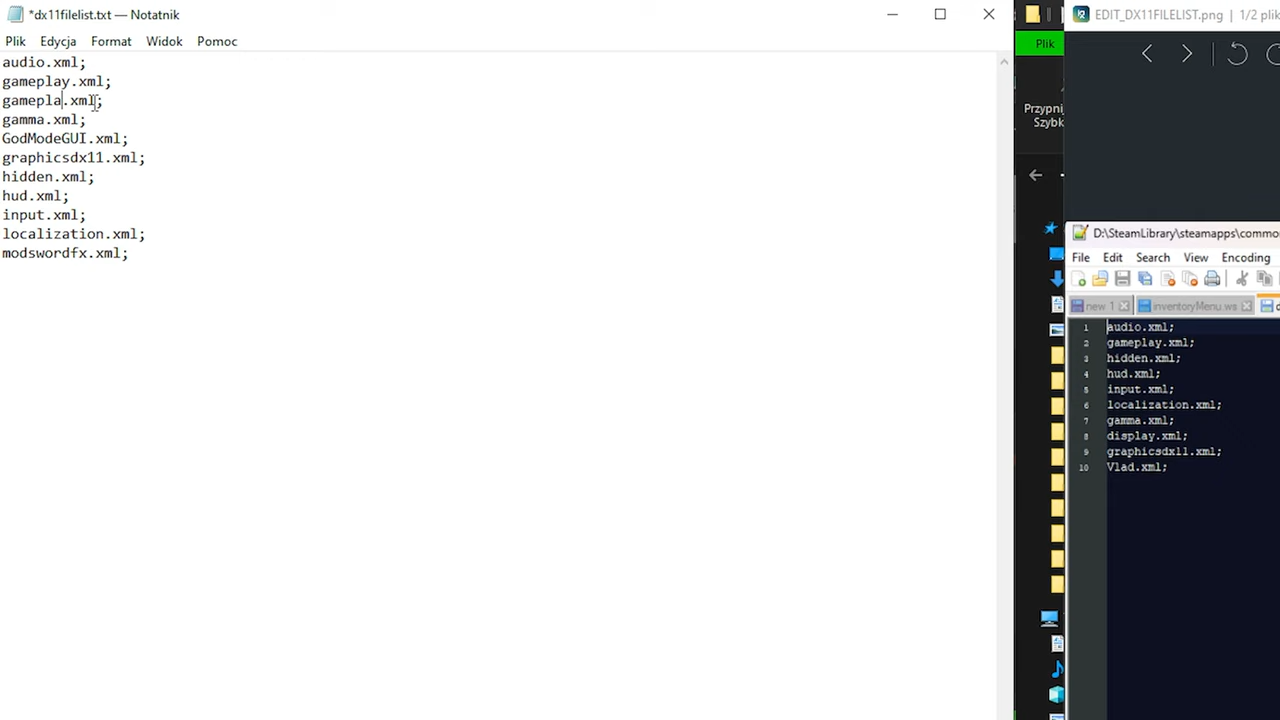 *dx11filelist.txt — Notatnik
Plik Edycja Format Widok Pomoc
audio.xml;
gameplay.xml;
gamepla.xml;
gamma.xml;
GodModeGUI.xml;
graphicsdx11.xml;
hidden.xml;
hud.xml;
input.xml;
localization.xml;
modswordfx.xml;
Plik
Przypnij
Szybk
EDIT_DX11FILELIST.png | 1/2 plik
D:\SteamLibrary\steamapps\common
File Edit Search View Encoding
new 1 inventoryMenu.ws d
1 audio.xml;
2 gameplay.xml;
3 hidden.xml;
4 hud.xml;
5 input.xml;
6 localization.xml;
7 gamma.xml;
8 display.xml;
9 graphicsdx11.xml;
10 Vlad.xml;